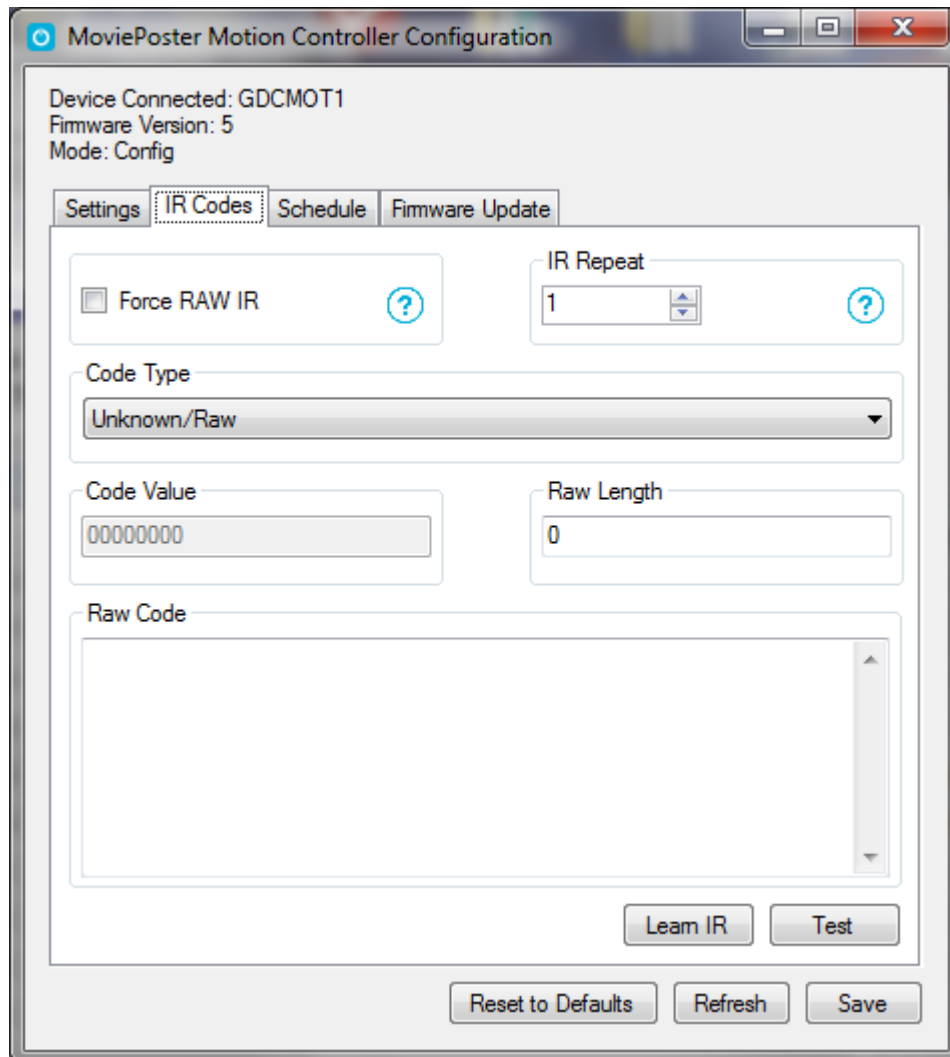 MoviePoster Motion Controller Configuration
Device Connected: GDCMOT1
Firmware Version: 5
Mode: Config
Settings IR Codes Schedule Firmware Update
Force RAW IR ?
IR Repeat
1 ?
Code Type
Unknown/Raw
Code Value
00000000
Raw Length
0
Raw Code
Learn IR Test
Reset to Defaults Refresh Save